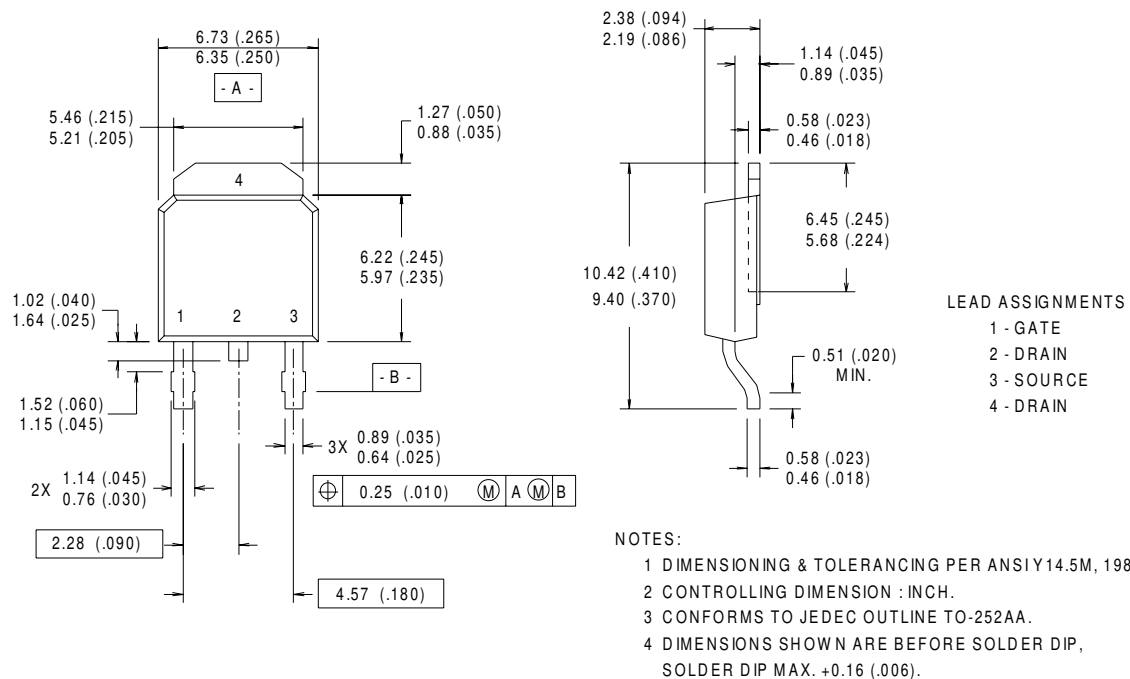 6.73 (.265)
6.35 (.250)
- A -
5.46 (.215)
5.21 (.205)
1.27 (.050)
0.88 (.035)
4
6.22 (.245)
5.97 (.235)
1.02 (.040)
1.64 (.025)
1 2 3
- B -
1.52 (.060)
1.15 (.045)
3X 0.89 (.035)
0.64 (.025)
2X 1.14 (.045)
0.76 (.030)
⌖ 0.25 (.010) Ⓜ A Ⓜ B
2.28 (.090)
4.57 (.180)
2.38 (.094)
2.19 (.086)
1.14 (.045)
0.89 (.035)
0.58 (.023)
0.46 (.018)
6.45 (.245)
5.68 (.224)
10.42 (.410)
9.40 (.370)
0.51 (.020)
MIN.
0.58 (.023)
0.46 (.018)
LEAD ASSIGNMENTS
1 - GATE
2 - DRAIN
3 - SOURCE
4 - DRAIN
NOTES:
1 DIMENSIONING & TOLERANCING PER ANSI Y14.5M, 198
2 CONTROLLING DIMENSION : INCH.
3 CONFORMS TO JEDEC OUTLINE TO-252AA.
4 DIMENSIONS SHOWN ARE BEFORE SOLDER DIP,
SOLDER DIP MAX. +0.16 (.006).